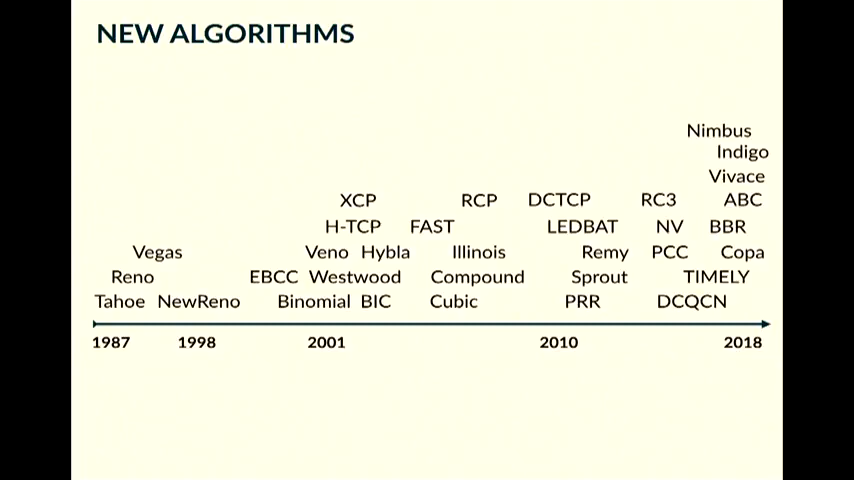 NEW ALGORITHMS
Nimbus
Indigo
Vivace
XCP RCP DCTCP RC3 ABC
H-TCP FAST LEDBAT NV BBR
Vegas Veno Hybla Illinois Remy PCC Copa
Reno EBCC Westwood Compound Sprout TIMELY
Tahoe NewReno Binomial BIC Cubic PRR DCQCN
1987 1998 2001 2010 2018